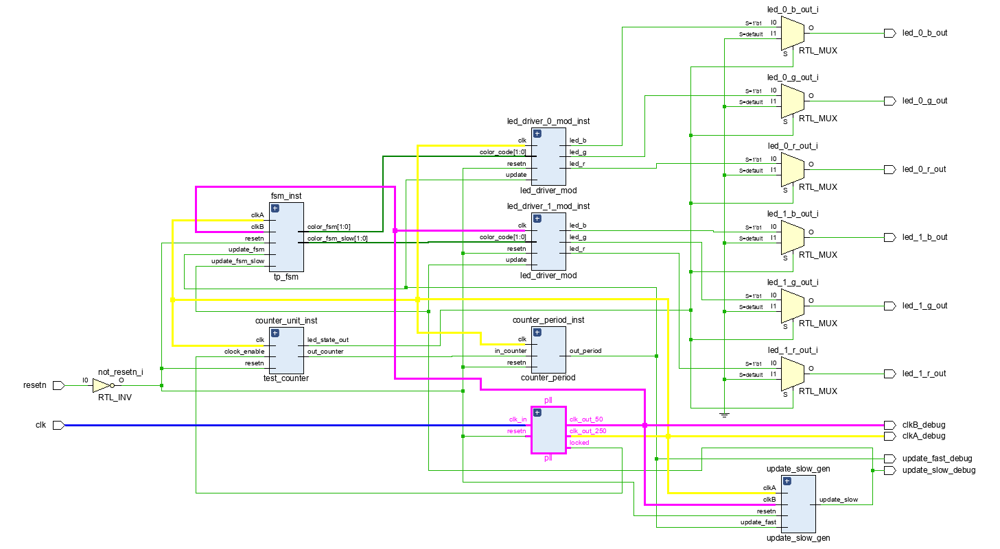 led_0_b_out_i
S=1'b1 I0
S=default I1
O
S
RTL_MUX
led_0_b_out
led_0_g_out_i
S=1'b1 I0
S=default I1
O
S
RTL_MUX
led_0_g_out
led_0_r_out_i
S=1'b1 I0
S=default I1
O
S
RTL_MUX
led_0_r_out
led_1_b_out_i
S=1'b1 I0
S=default I1
O
S
RTL_MUX
led_1_b_out
led_1_g_out_i
S=1'b1 I0
S=default I1
O
S
RTL_MUX
led_1_g_out
led_1_r_out_i
S=1'b1 I0
S=default I1
O
S
RTL_MUX
led_1_r_out
led_driver_0_mod_inst
clk
color_code[1:0]
resetn
update
led_b
led_g
led_r
led_driver_mod
led_driver_1_mod_inst
clk
color_code[1:0]
resetn
update
led_b
led_g
led_r
led_driver_mod
fsm_inst
clkA
clkB
resetn
update_fsm
update_fsm_slow
color_fsm[1:0]
color_fsm_slow[1:0]
tp_fsm
counter_unit_inst
clk
clock_enable
resetn
led_state_out
out_counter
test_counter
counter_period_inst
clk
in_counter
resetn
out_period
counter_period
resetn
not_resetn_i
I0
O
RTL_INV
clk
pll
clk_in
resetn
clk_out_50
clk_out_250
locked
pll
clkB_debug
clkA_debug
update_fast_debug
update_slow_debug
update_slow_gen
clkA
clkB
resetn
update_fast
update_slow
update_slow_gen